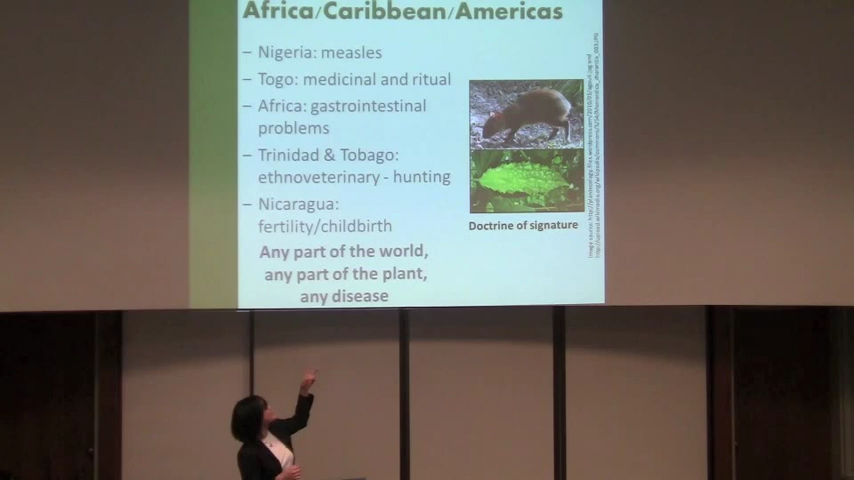 Africa/Caribbean/Americas
– Nigeria: measles
– Togo: medicinal and ritual
– Africa: gastrointestinal
problems
– Trinidad & Tobago:
ethnoveterinary - hunting
– Nicaragua:
fertility/childbirth
Any part of the world,
any part of the plant,
any disease
Doctrine of signature